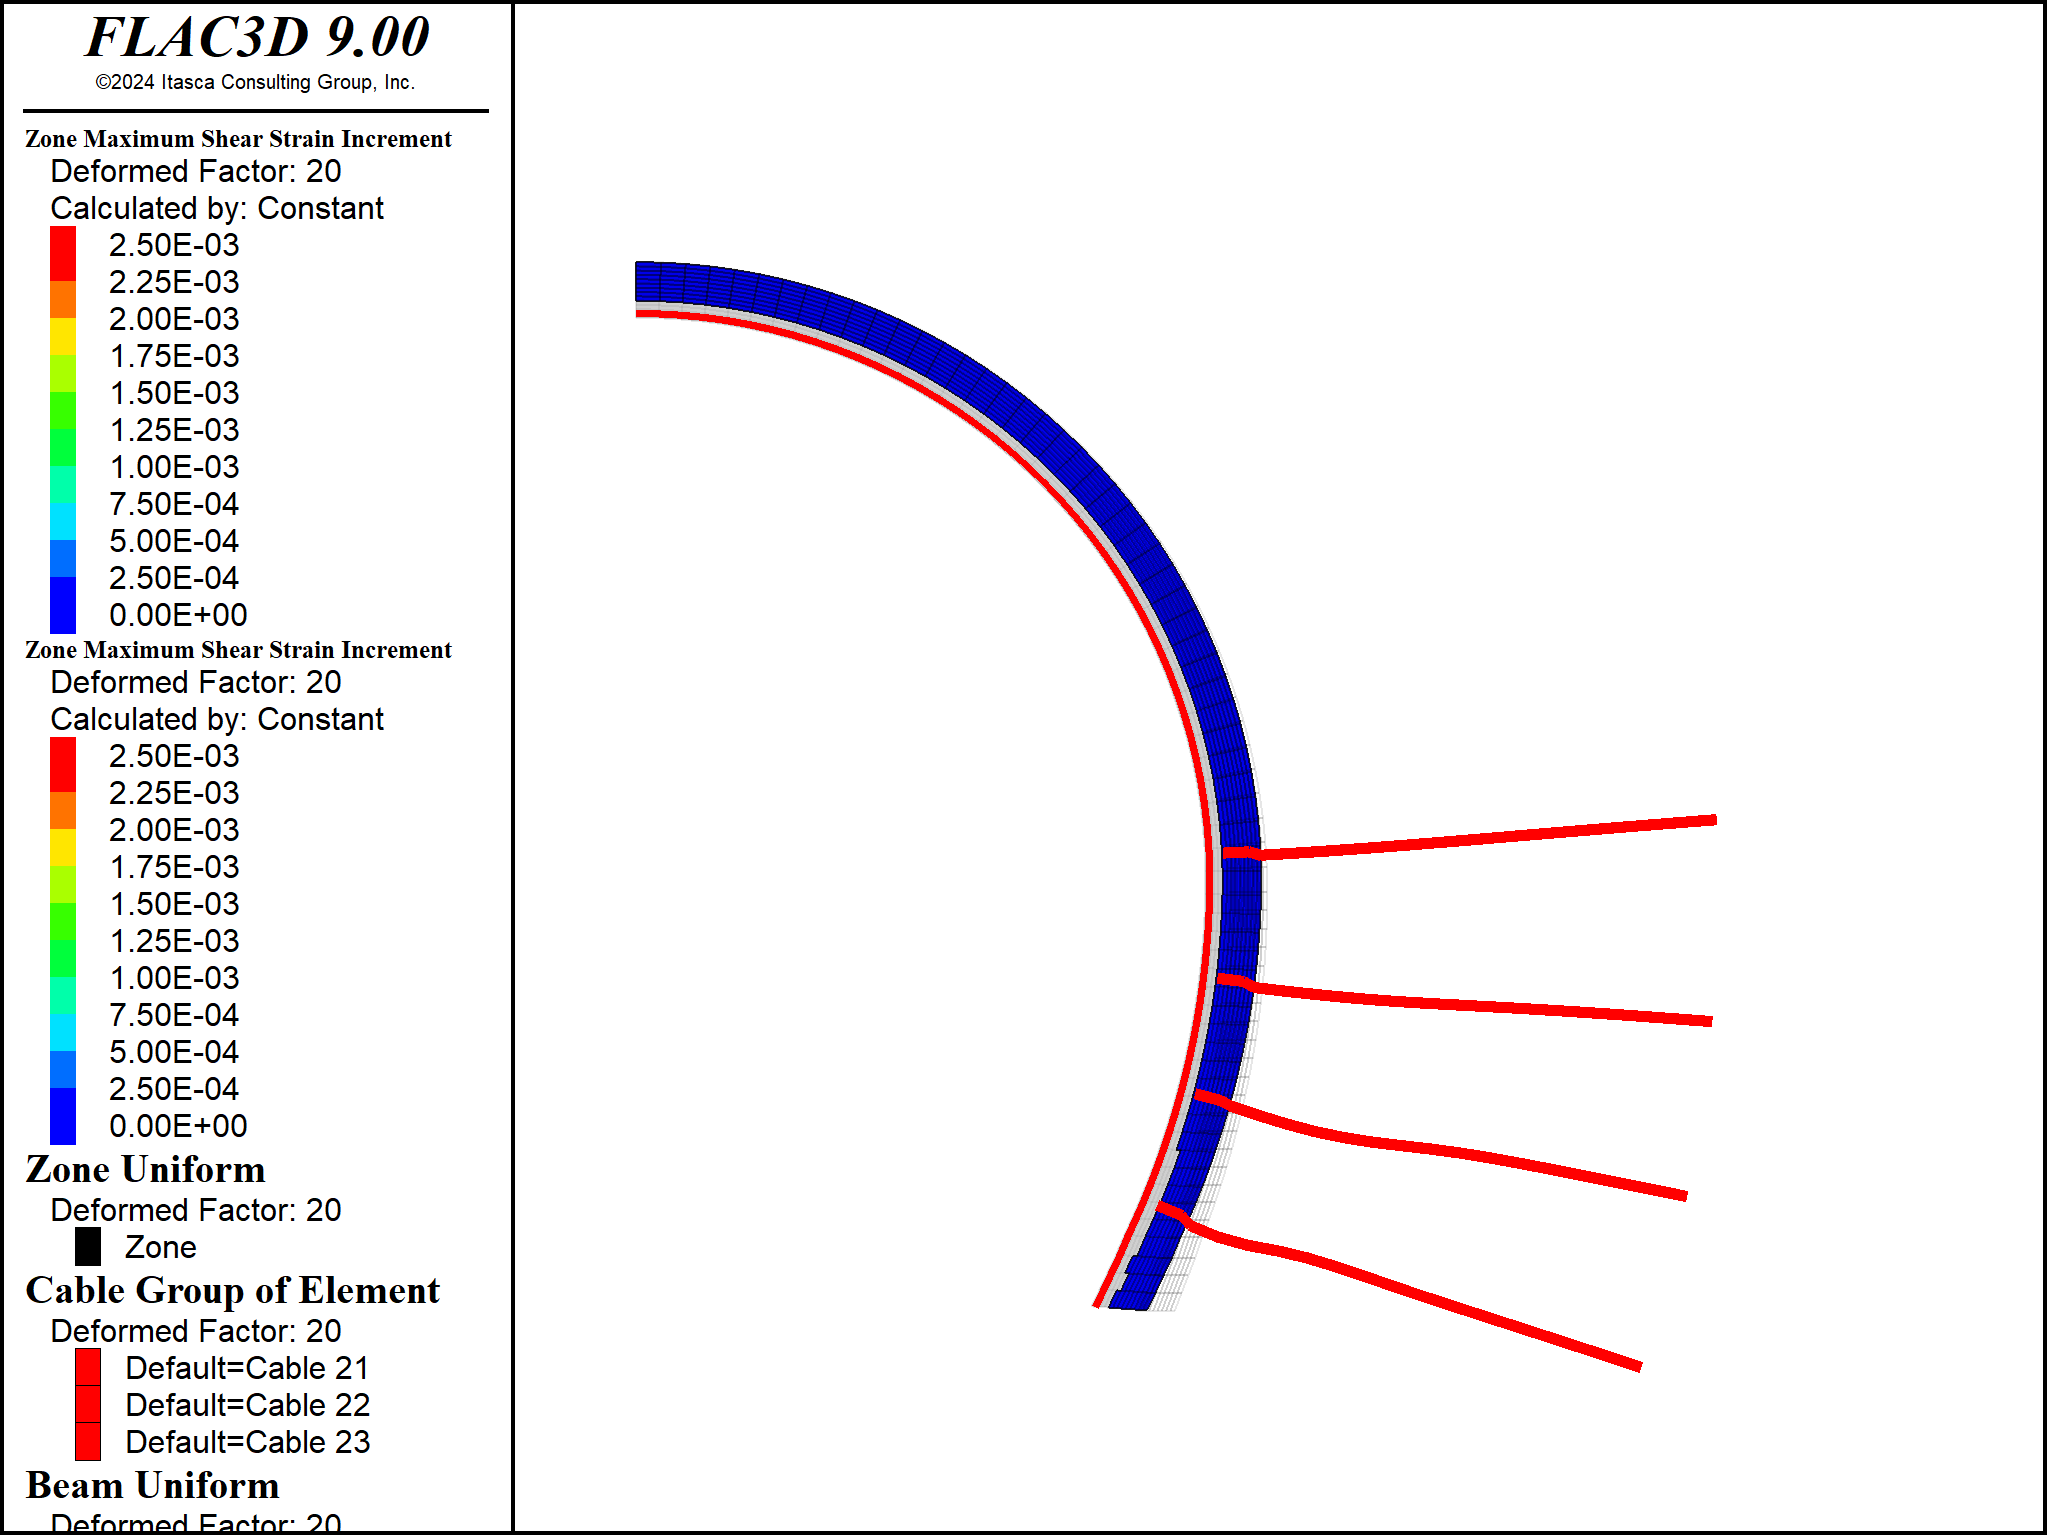 FLAC3D 9.00
©2024 Itasca Consulting Group, Inc.
Zone Maximum Shear Strain Increment
Deformed Factor: 20
Calculated by: Constant
2.50E-03
2.25E-03
2.00E-03
1.75E-03
1.50E-03
1.25E-03
1.00E-03
7.50E-04
5.00E-04
2.50E-04
0.00E+00
Zone Maximum Shear Strain Increment
Deformed Factor: 20
Calculated by: Constant
2.50E-03
2.25E-03
2.00E-03
1.75E-03
1.50E-03
1.25E-03
1.00E-03
7.50E-04
5.00E-04
2.50E-04
0.00E+00
Zone Uniform
Deformed Factor: 20
Zone
Cable Group of Element
Deformed Factor: 20
Default=Cable 21
Default=Cable 22
Default=Cable 23
Beam Uniform
Deformed Factor: 20